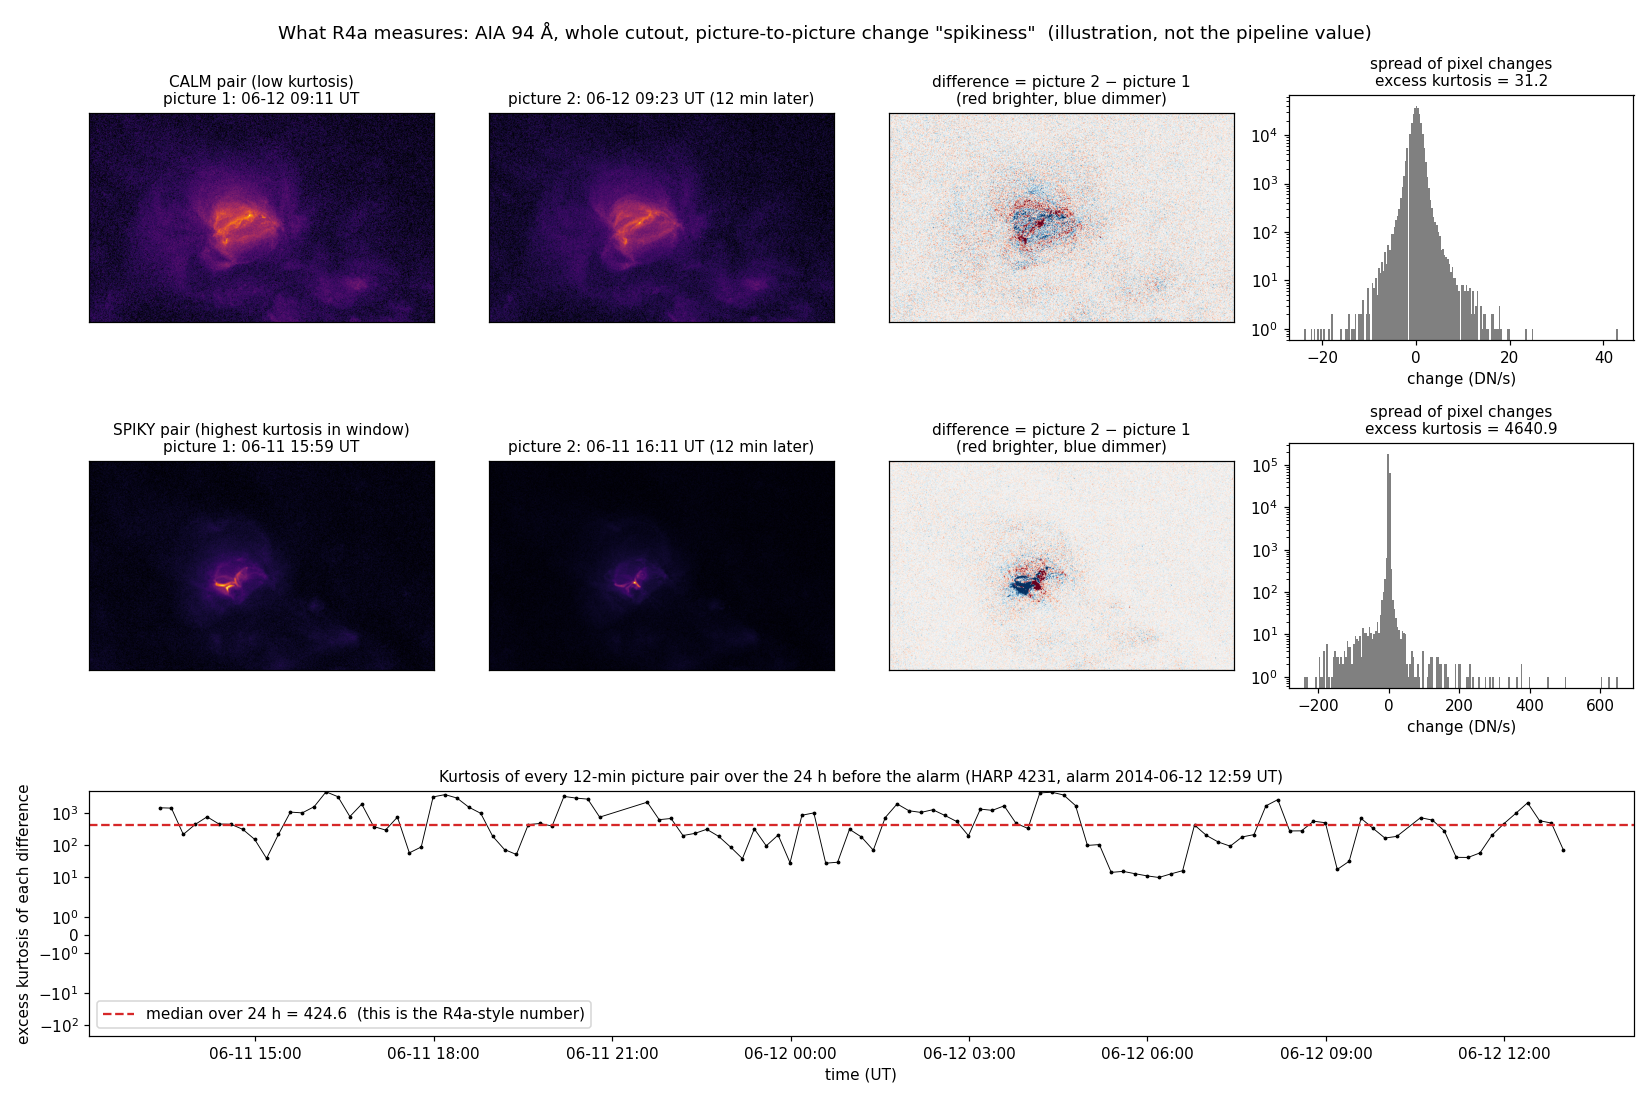 What R4a measures: AIA 94 Å, whole cutout, picture-to-picture change "spikiness"  (illustration, not the pipeline value)
CALM pair (low kurtosis)
picture 1: 06-12 09:11 UT
picture 2: 06-12 09:23 UT (12 min later)
difference = picture 2 − picture 1
(red brighter, blue dimmer)
spread of pixel changes
excess kurtosis = 31.2
10⁴
10³
10²
10¹
10⁰
−20
0
20
40
change (DN/s)
SPIKY pair (highest kurtosis in window)
picture 1: 06-11 15:59 UT
picture 2: 06-11 16:11 UT (12 min later)
difference = picture 2 − picture 1
(red brighter, blue dimmer)
spread of pixel changes
excess kurtosis = 4640.9
10⁵
10⁴
10³
10²
10¹
10⁰
−200
0
200
400
600
change (DN/s)
Kurtosis of every 12-min picture pair over the 24 h before the alarm (HARP 4231, alarm 2014-06-12 12:59 UT)
excess kurtosis of each difference
10³
10²
10¹
10⁰
0
−10⁰
−10¹
−10²
median over 24 h = 424.6  (this is the R4a-style number)
06-11 15:00
06-11 18:00
06-11 21:00
06-12 00:00
06-12 03:00
06-12 06:00
06-12 09:00
06-12 12:00
time (UT)